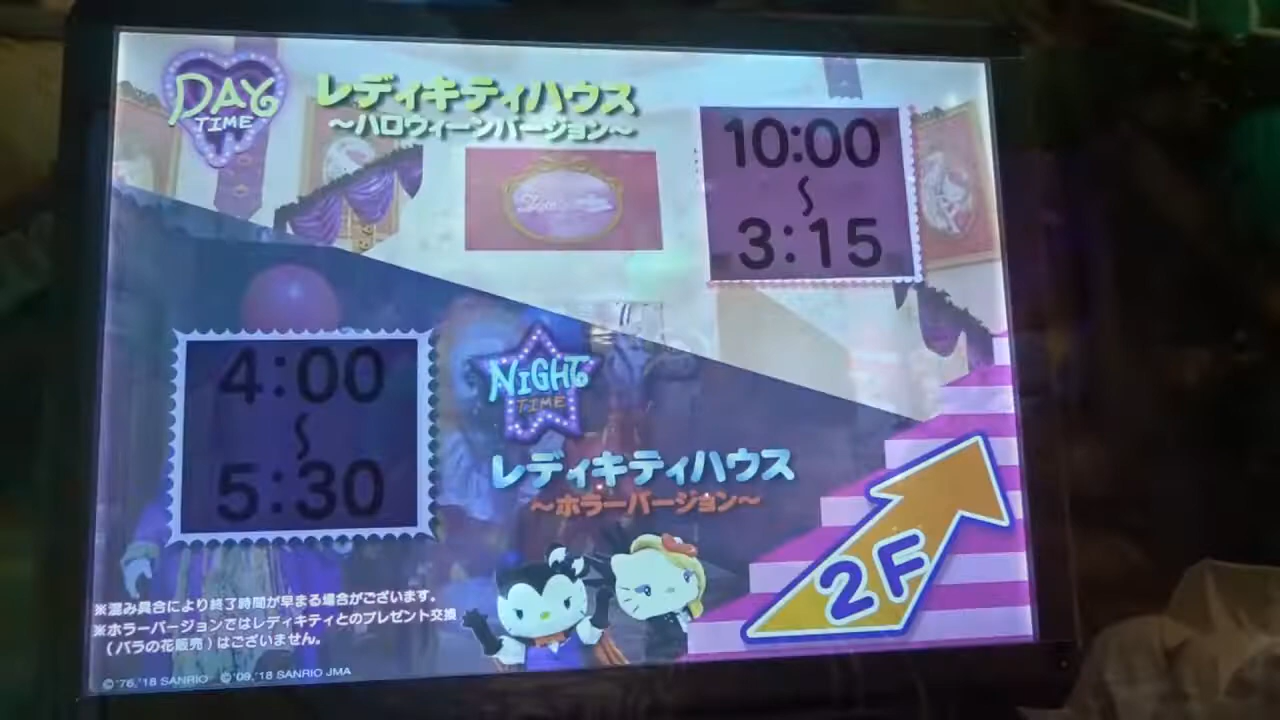 DAY
TIME
レディキティハウス
～ハロウィーンバージョン～
10:00
～
3:15
4:00
～
5:30
NIGHT
TIME
レディキティハウス
～ホラーバージョン～
2F
※混み具合により終了時間が早まる場合がございます。
※ホラーバージョンではレディキティとのプレゼント交換
（バラの花販売）はございません。
©'76,'18 SANRIO ©'09,'18 SANRIO JMA